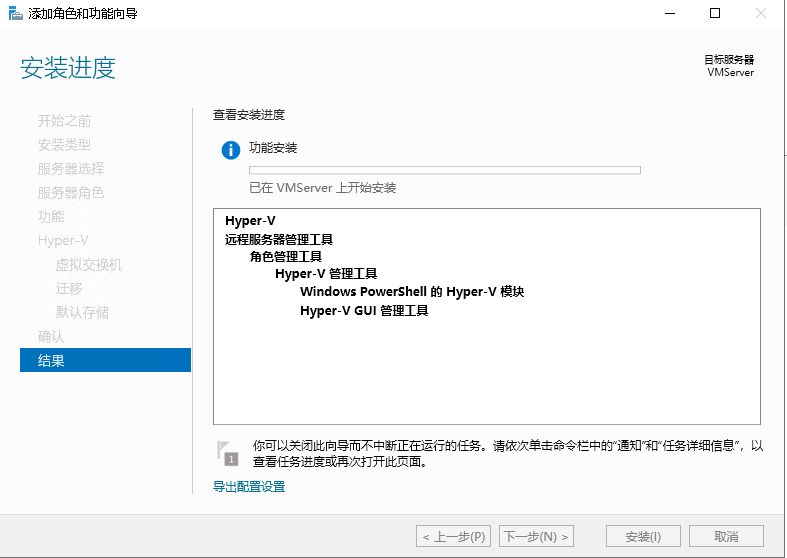 添加角色和功能向导
安装进度
目标服务器
VMServer
开始之前
安装类型
服务器选择
服务器角色
功能
Hyper-V
虚拟交换机
迁移
默认存储
确认
结果
查看安装进度
功能安装
已在 VMServer 上开始安装
Hyper-V
远程服务器管理工具
角色管理工具
Hyper-V 管理工具
Windows PowerShell 的 Hyper-V 模块
Hyper-V GUI 管理工具
1
你可以关闭此向导而不中断正在运行的任务。请依次单击命令栏中的“通知”和“任务详细信息”，以
查看任务进度或再次打开此页面。
导出配置设置
< 上一步(P)
下一步(N) >
安装(I)
取消